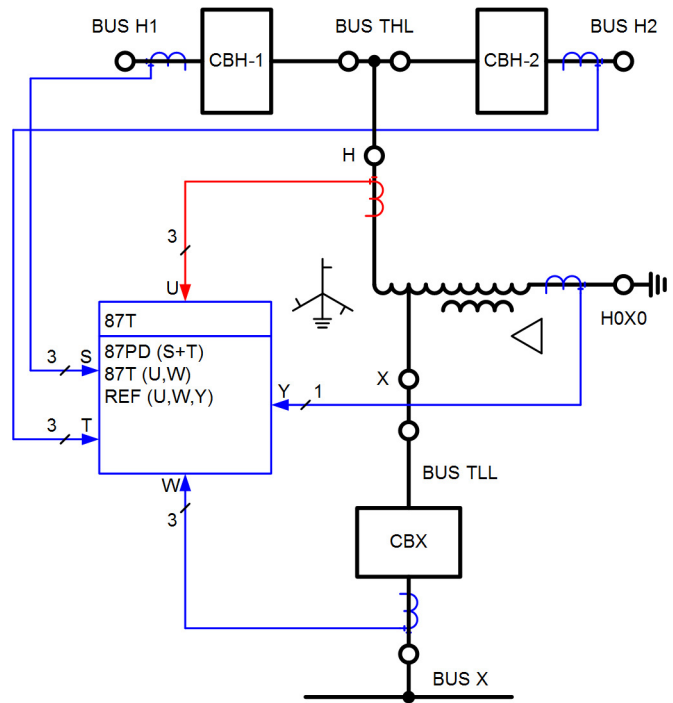 BUS H1
BUS THL
BUS H2
CBH-1
CBH-2
H
3
U
87T
H0X0
87PD (S+T)
87T (U,W)
REF (U,W,Y)
3
S
X
Y
1
3
T
BUS TLL
W
3
CBX
BUS X